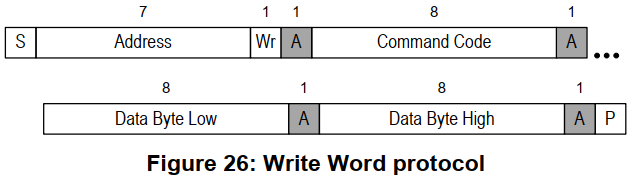 7 1 1 8 1
S Address Wr A Command Code A ...
8 1 8 1
Data Byte Low A Data Byte High A P
Figure 26: Write Word protocol